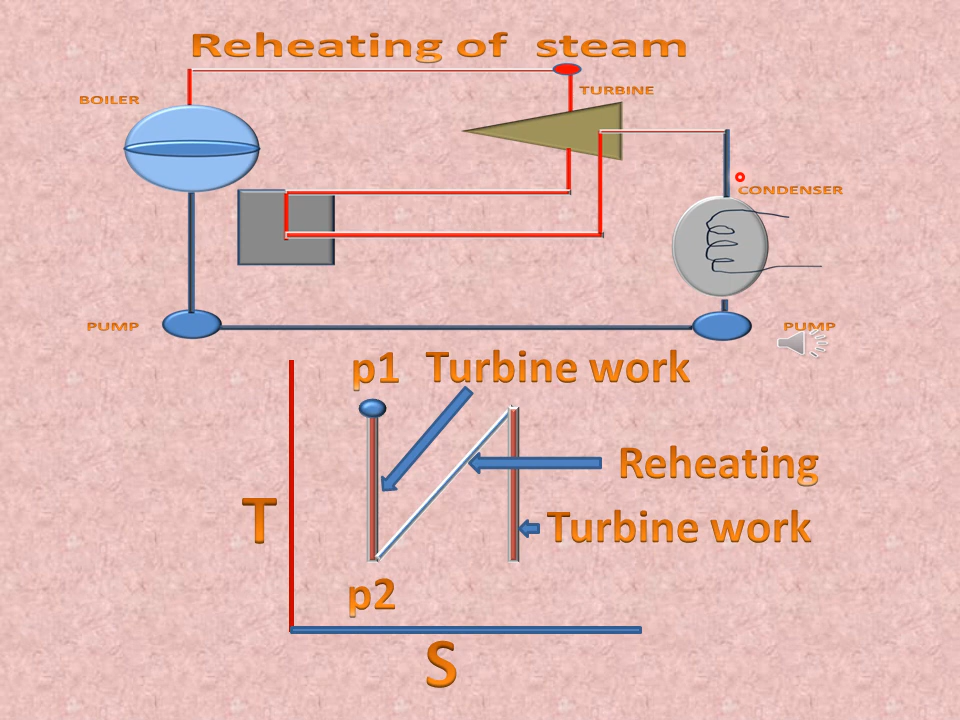 Reheating of steam
BOILER
TURBINE
CONDENSER
PUMP
PUMP
p1
Turbine work
Reheating
T
Turbine work
p2
S